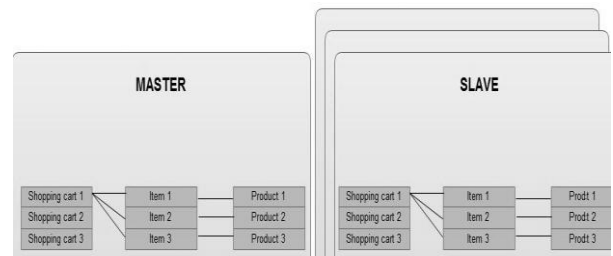 MASTER
Shopping cart 1 Item 1 Product 1
Shopping cart 2 Item 2 Product 2
Shopping cart 3 Item 3 Product 3
SLAVE
Shopping cart 1 Item 1 Prodt 1
Shopping cart 2 Item 2 Prodt 2
Shopping cart 3 Item 3 Prodt 3